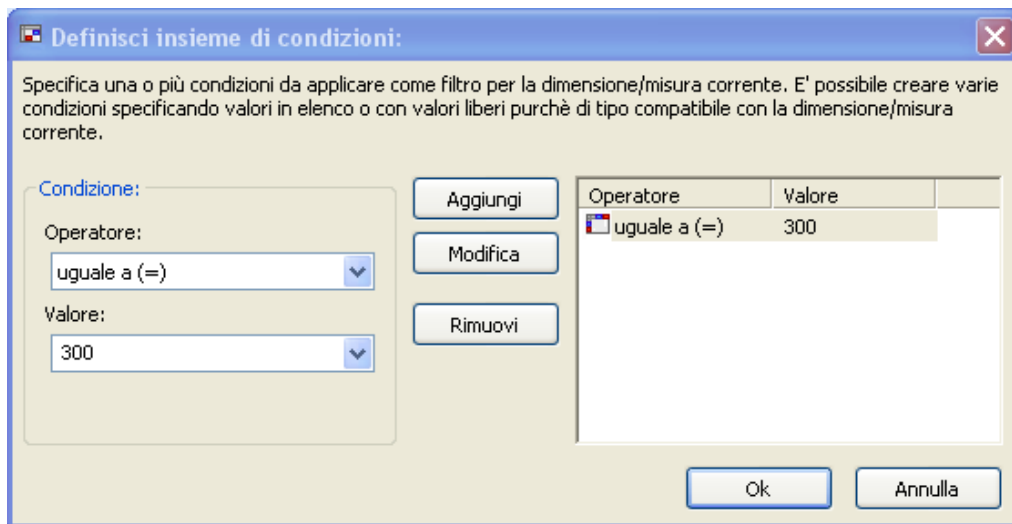 Definisci insieme di condizioni:
Specifica una o più condizioni da applicare come filtro per la dimensione/misura corrente. E' possibile creare varie
condizioni specificando valori in elenco o con valori liberi purchè di tipo compatibile con la dimensione/misura
corrente.
Condizione:
Operatore:
uguale a (=)
Valore:
300
Aggiungi
Modifica
Rimuovi
Operatore Valore
uguale a (=) 300
Ok Annulla